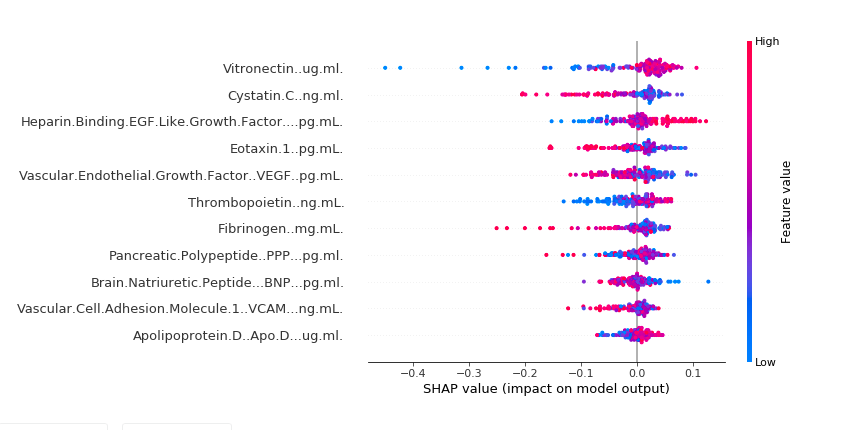 High
Vitronectin..ug.ml.
Cystatin.C..ng.ml.
Heparin.Binding.EGF.Like.Growth.Factor....pg.mL.
Eotaxin.1..pg.mL.
Vascular.Endothelial.Growth.Factor..VEGF..pg.mL.
Thrombopoietin..ng.mL.
Fibrinogen..mg.mL.
Pancreatic.Polypeptide..PPP...pg.ml.
Brain.Natriuretic.Peptide...BNP...pg.ml.
Vascular.Cell.Adhesion.Molecule.1..VCAM...ng.mL.
Apolipoprotein.D..Apo.D...ug.ml.
Feature value
Low
−0.4 −0.3 −0.2 −0.1 0.0 0.1
SHAP value (impact on model output)